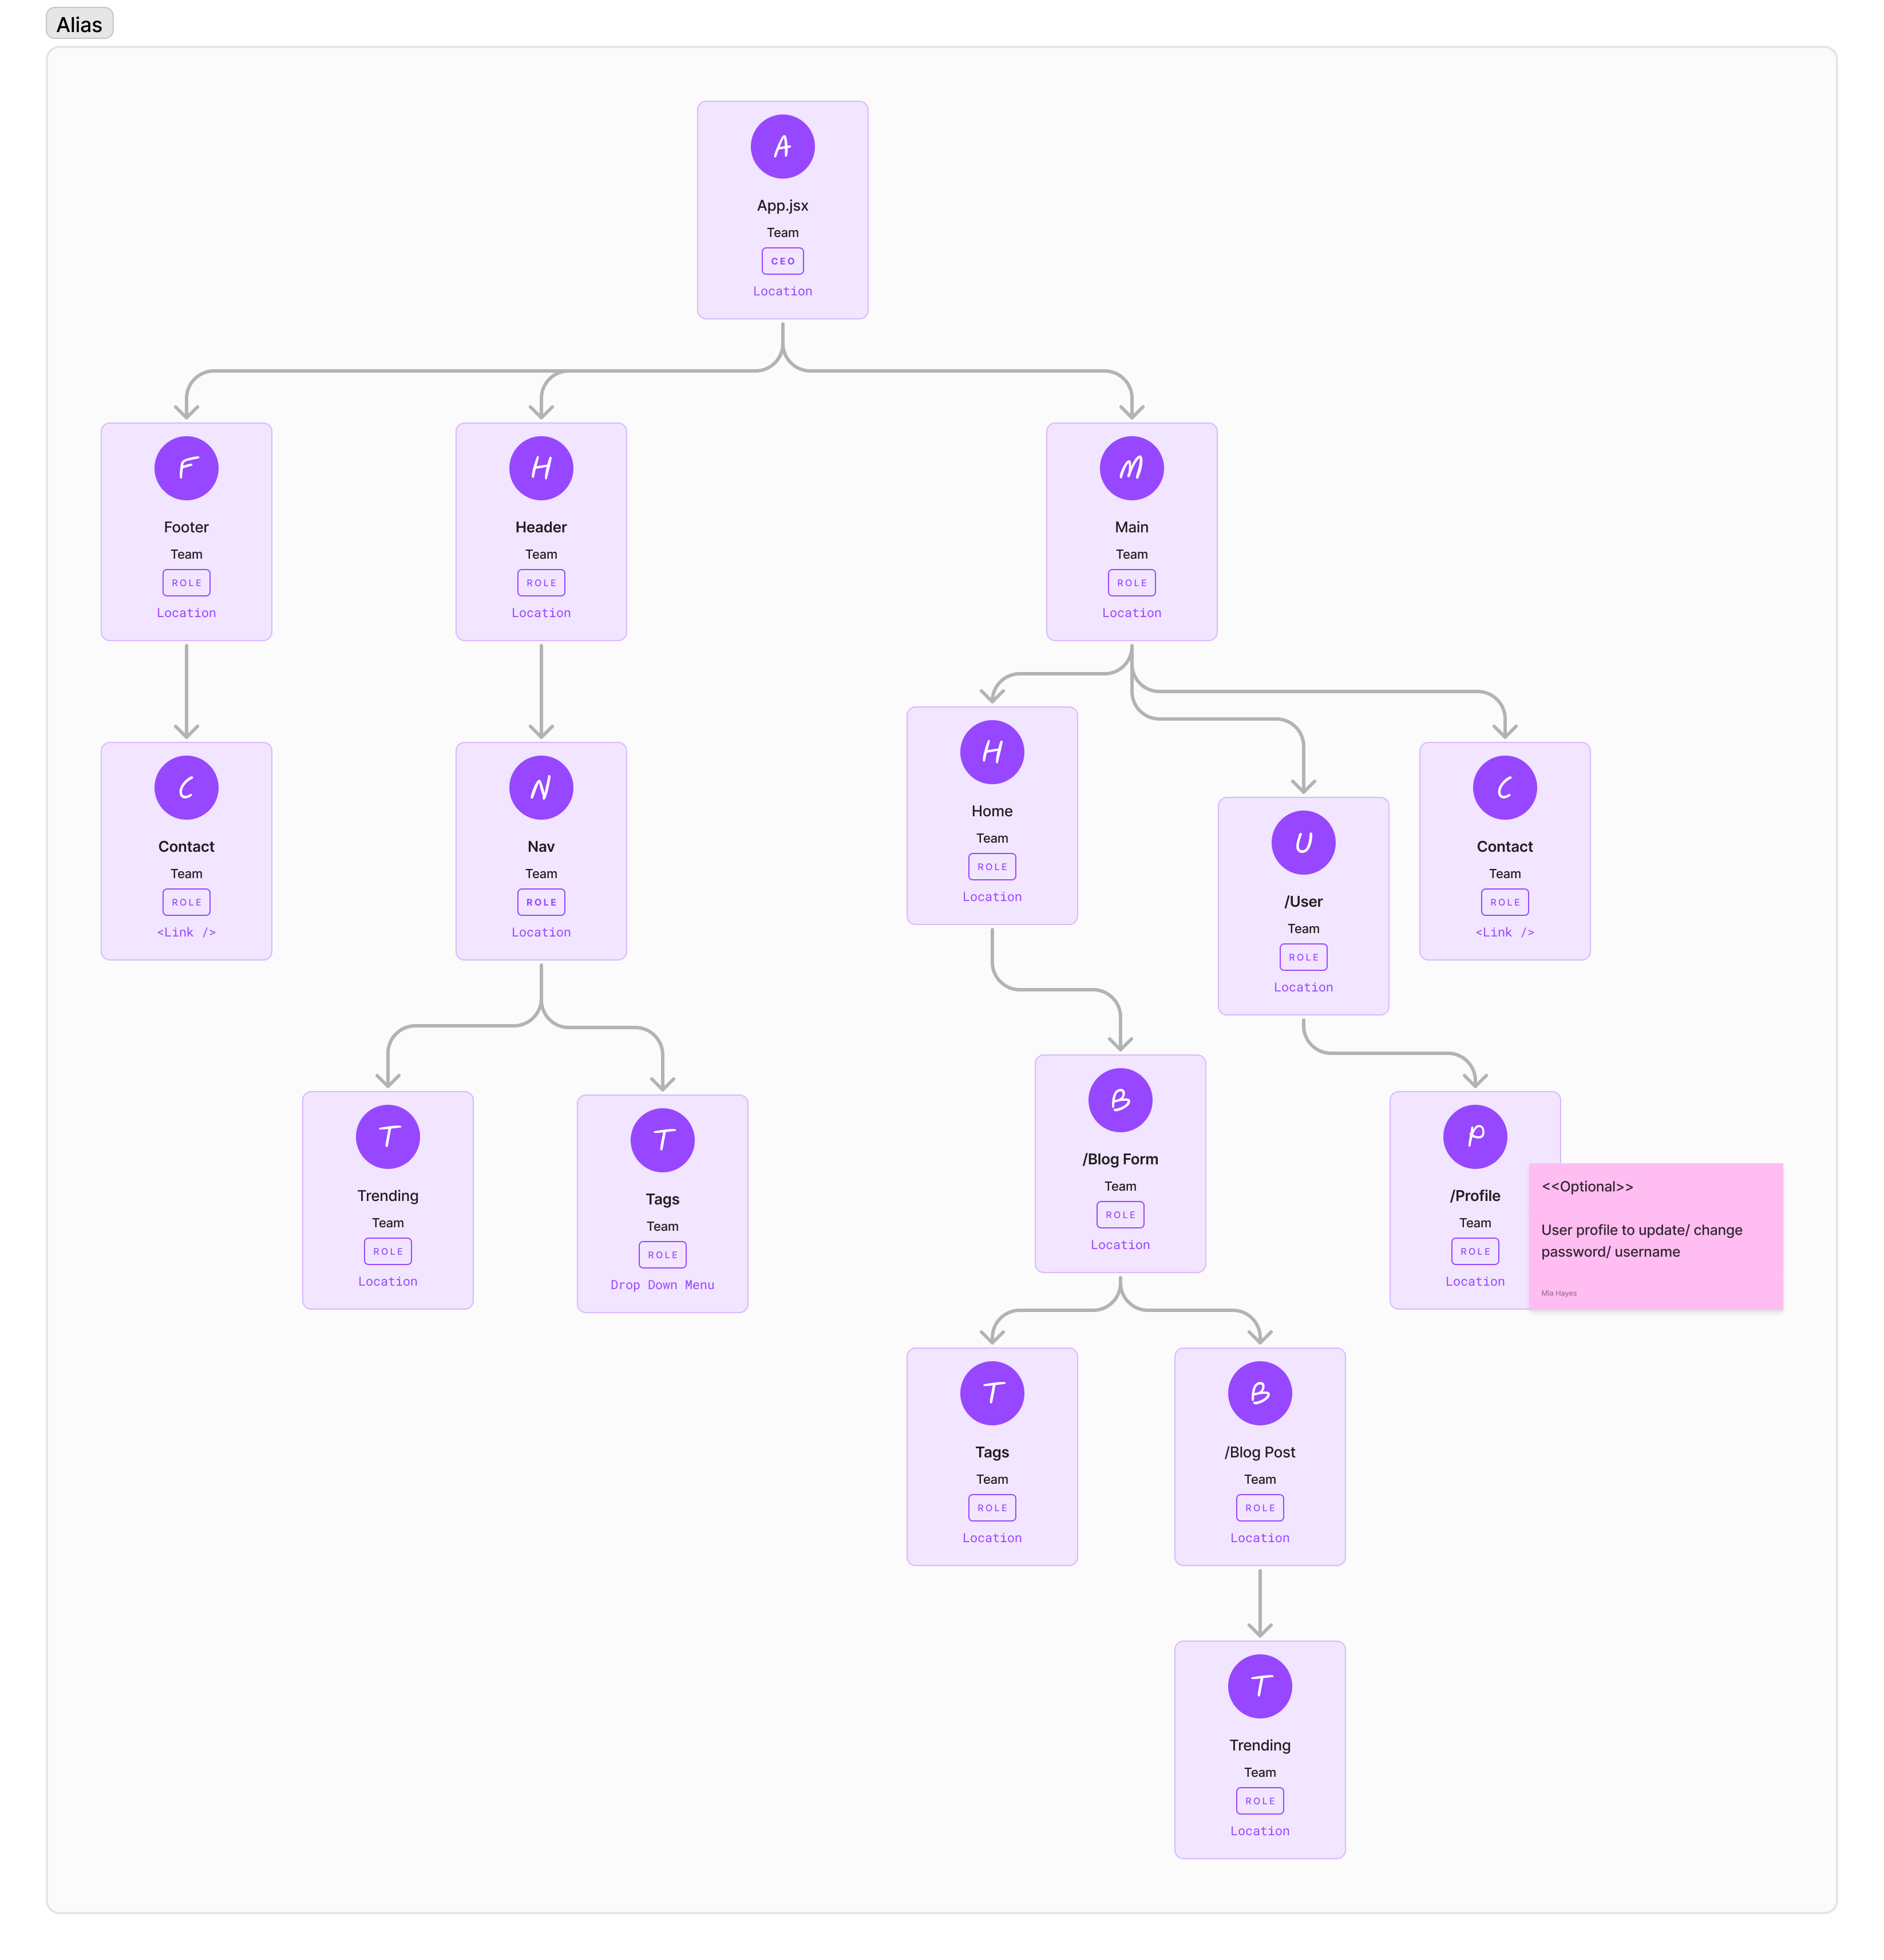 Alias
A
App.jsx
Team
CEO
Location
F
Footer
Team
ROLE
Location
H
Header
Team
ROLE
Location
M
Main
Team
ROLE
Location
C
Contact
Team
ROLE
<Link />
N
Nav
Team
ROLE
Location
H
Home
Team
ROLE
Location
U
/User
Team
ROLE
Location
C
Contact
Team
ROLE
<Link />
T
Trending
Team
ROLE
Location
T
Tags
Team
ROLE
Drop Down Menu
B
/Blog Form
Team
ROLE
Location
P
/Profile
Team
ROLE
Location
<<Optional>>
User profile to update/ change
password/ username
Mia Hayes
T
Tags
Team
ROLE
Location
B
/Blog Post
Team
ROLE
Location
T
Trending
Team
ROLE
Location